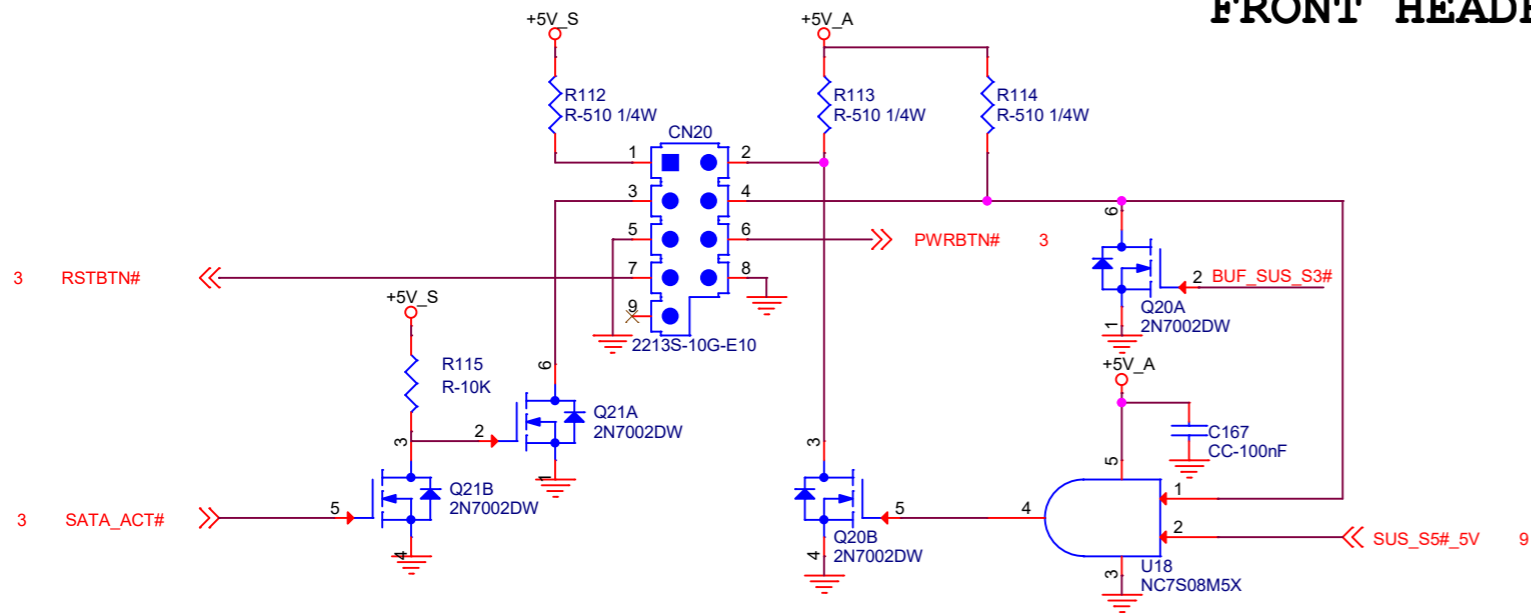 FRONT HEADE
+5V_S
+5V_A
R112
R-510 1/4W
R113
R-510 1/4W
R114
R-510 1/4W
CN20
1
2
3
4
5
6
7
8
9
2213S-10G-E10
PWRBTN# 3
3 RSTBTN#
6
2 BUF_SUS_S3#
Q20A
2N7002DW
1
+5V_S
R115
R-10K
+5V_A
C167
CC-100nF
6
2
Q21A
2N7002DW
1
3
5
Q21B
2N7002DW
4
3 SATA_ACT#
3
5
Q20B
2N7002DW
4
5
4
1
2
3
U18
NC7S08M5X
SUS_S5#_5V 9